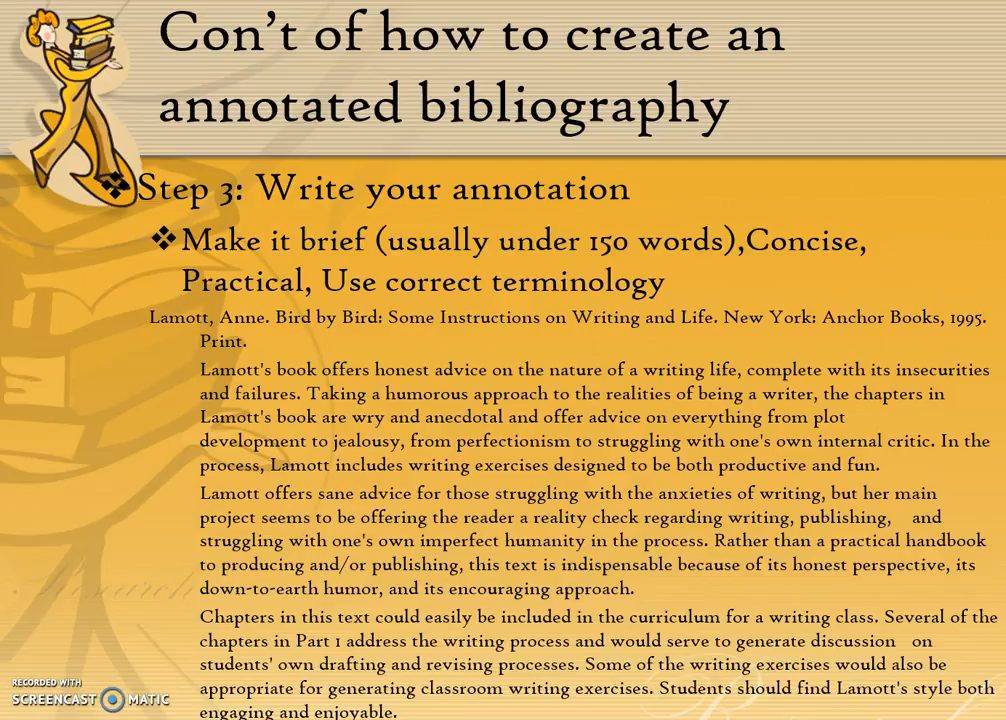 Con't of how to create an
annotated bibliography
Step 3: Write your annotation
Make it brief (usually under 150 words),Concise,
Practical, Use correct terminology
Lamott, Anne. Bird by Bird: Some Instructions on Writing and Life. New York: Anchor Books, 1995.
Print.
Lamott's book offers honest advice on the nature of a writing life, complete with its insecurities
and failures. Taking a humorous approach to the realities of being a writer, the chapters in
Lamott's book are wry and anecdotal and offer advice on everything from plot
development to jealousy, from perfectionism to struggling with one's own internal critic. In the
process, Lamott includes writing exercises designed to be both productive and fun.
Lamott offers sane advice for those struggling with the anxieties of writing, but her main
project seems to be offering the reader a reality check regarding writing, publishing, and
struggling with one's own imperfect humanity in the process. Rather than a practical handbook
to producing and/or publishing, this text is indispensable because of its honest perspective, its
down-to-earth humor, and its encouraging approach.
Chapters in this text could easily be included in the curriculum for a writing class. Several of the
chapters in Part 1 address the writing process and would serve to generate discussion on
students' own drafting and revising processes. Some of the writing exercises would also be
appropriate for generating classroom writing exercises. Students should find Lamott's style both
engaging and enjoyable.
Research
RECORDED WITH
SCREENCAST MATIC